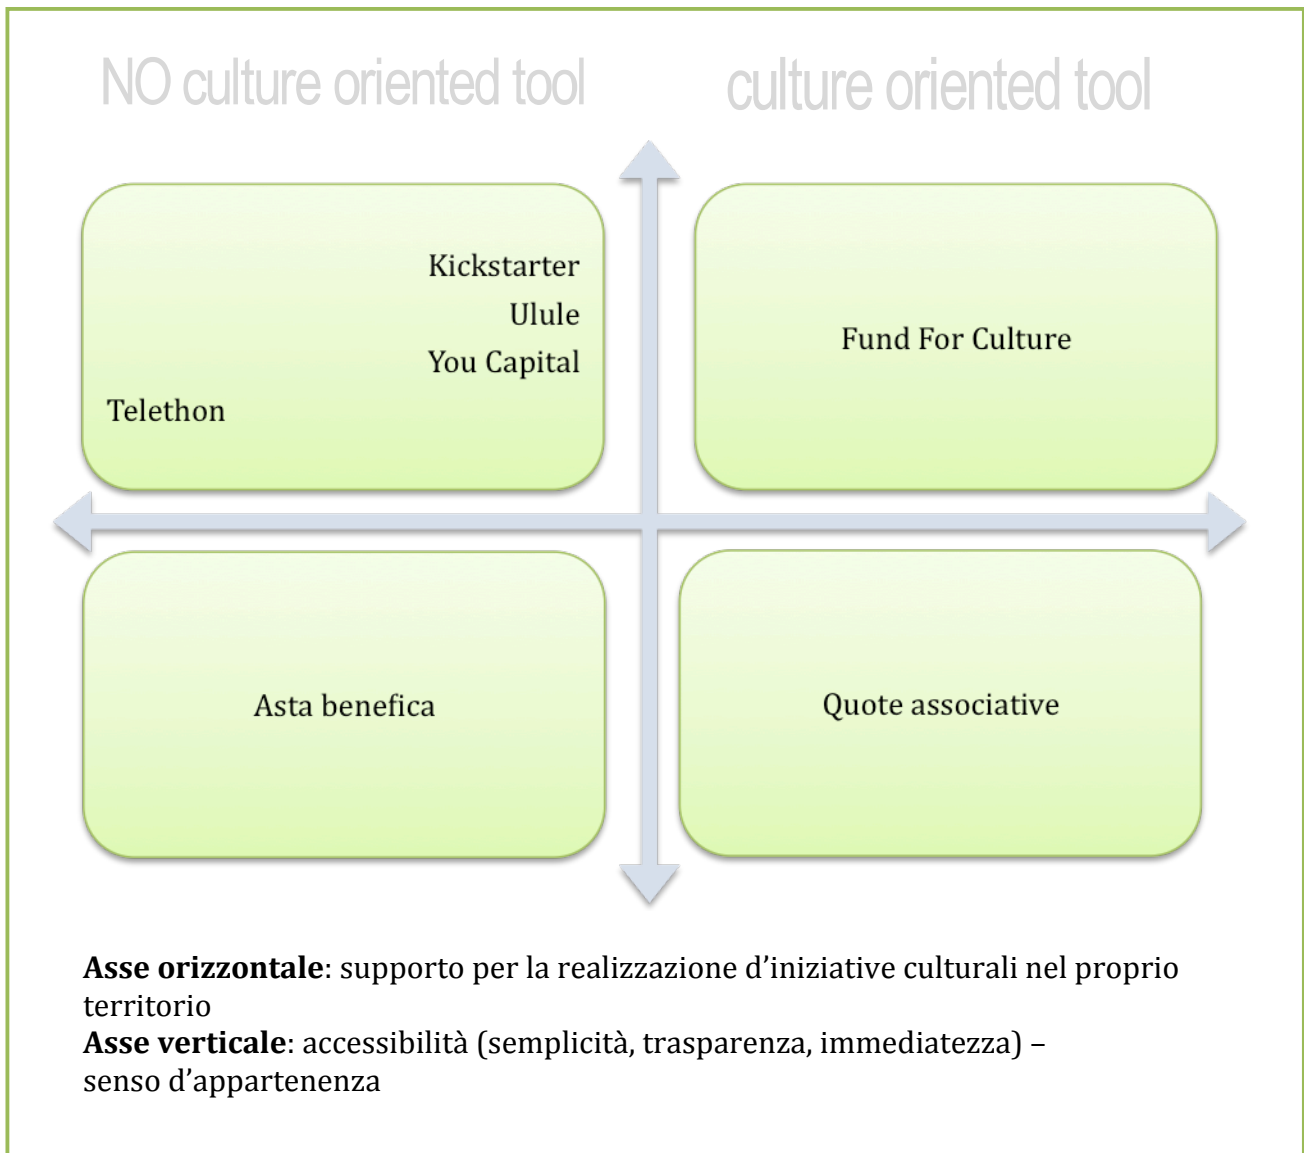 NO culture oriented tool
culture oriented tool
Kickstarter
Ulule
You Capital
Telethon
Fund For Culture
Asta benefica
Quote associative
Asse orizzontale: supporto per la realizzazione d’iniziative culturali nel proprio
territorio
Asse verticale: accessibilità (semplicità, trasparenza, immediatezza) –
senso d’appartenenza